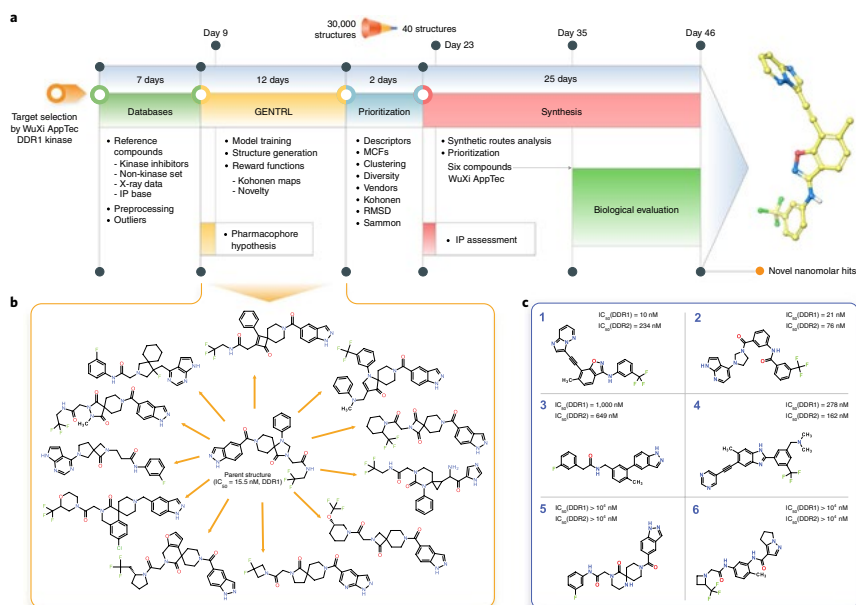 a
30,000
structures
40 structures
Day 9
Day 23
Day 35
Day 46
7 days
12 days
2 days
25 days
Target selection
by WuXi AppTec
DDR1 kinase
Databases
GENTRL
Prioritization
Synthesis
• Reference
compounds
- Kinase inhibitors
- Non-kinase set
- X-ray data
- IP base
• Preprocessing
• Outliers
• Model training
• Structure generation
• Reward functions
- Kohonen maps
- Novelty
• Pharmacophore
hypothesis
• Descriptors
• MCFs
• Clustering
• Diversity
• Vendors
• Kohonen
• RMSD
• Sammon
• Synthetic routes analysis
• Prioritization
Six compounds
WuXi AppTec
• IP assessment
Biological evaluation
Novel nanomolar hits
b
Parent structure
(IC50 = 15.5 nM, DDR1)
c
1
IC50(DDR1) = 10 nM
IC50(DDR2) = 234 nM
2
IC50(DDR1) = 21 nM
IC50(DDR2) = 76 nM
3
IC50(DDR1) = 1,000 nM
IC50(DDR2) = 649 nM
4
IC50(DDR1) = 278 nM
IC50(DDR2) = 162 nM
5
IC50(DDR1) > 10⁴ nM
IC50(DDR2) > 10⁴ nM
6
IC50(DDR1) > 10⁴ nM
IC50(DDR2) > 10⁴ nM